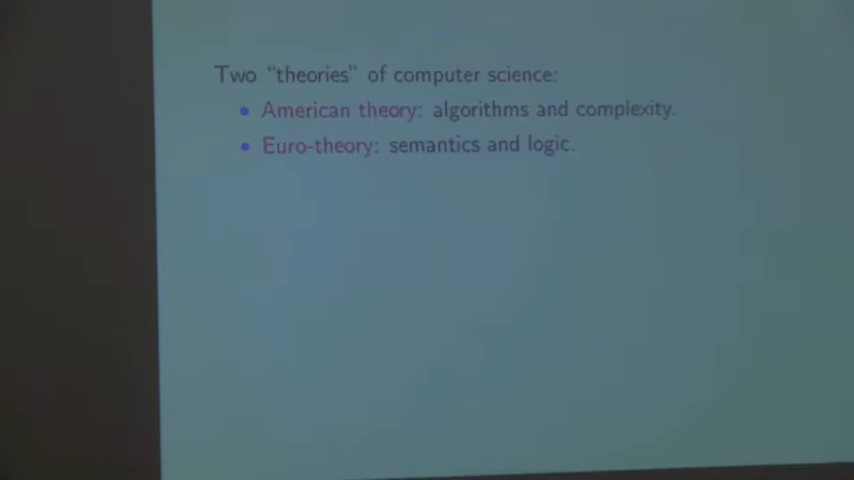 Two “theories” of computer science:
• American theory: algorithms and complexity.
• Euro-theory: semantics and logic.